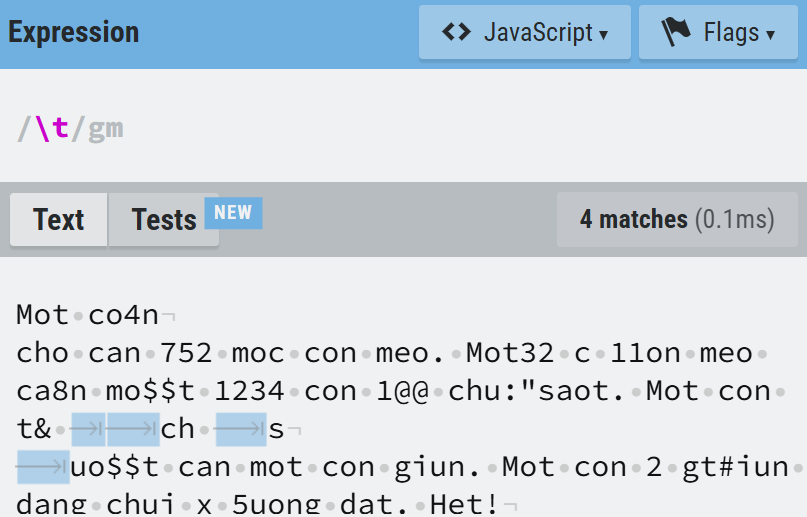 Expression
<> JavaScript ▾
Flags ▾
/\t/gm
Text
Tests
NEW
4 matches (0.1ms)
Mot co4n
cho can 752 moc con meo. Mot32 c 11on meo
ca8n mo$$t 1234 con 1@@ chu:"saot. Mot con
t& 		ch 	s
	uo$$t can mot con giun. Mot con 2 gt#iun
dang chui x 5uong dat. Het!